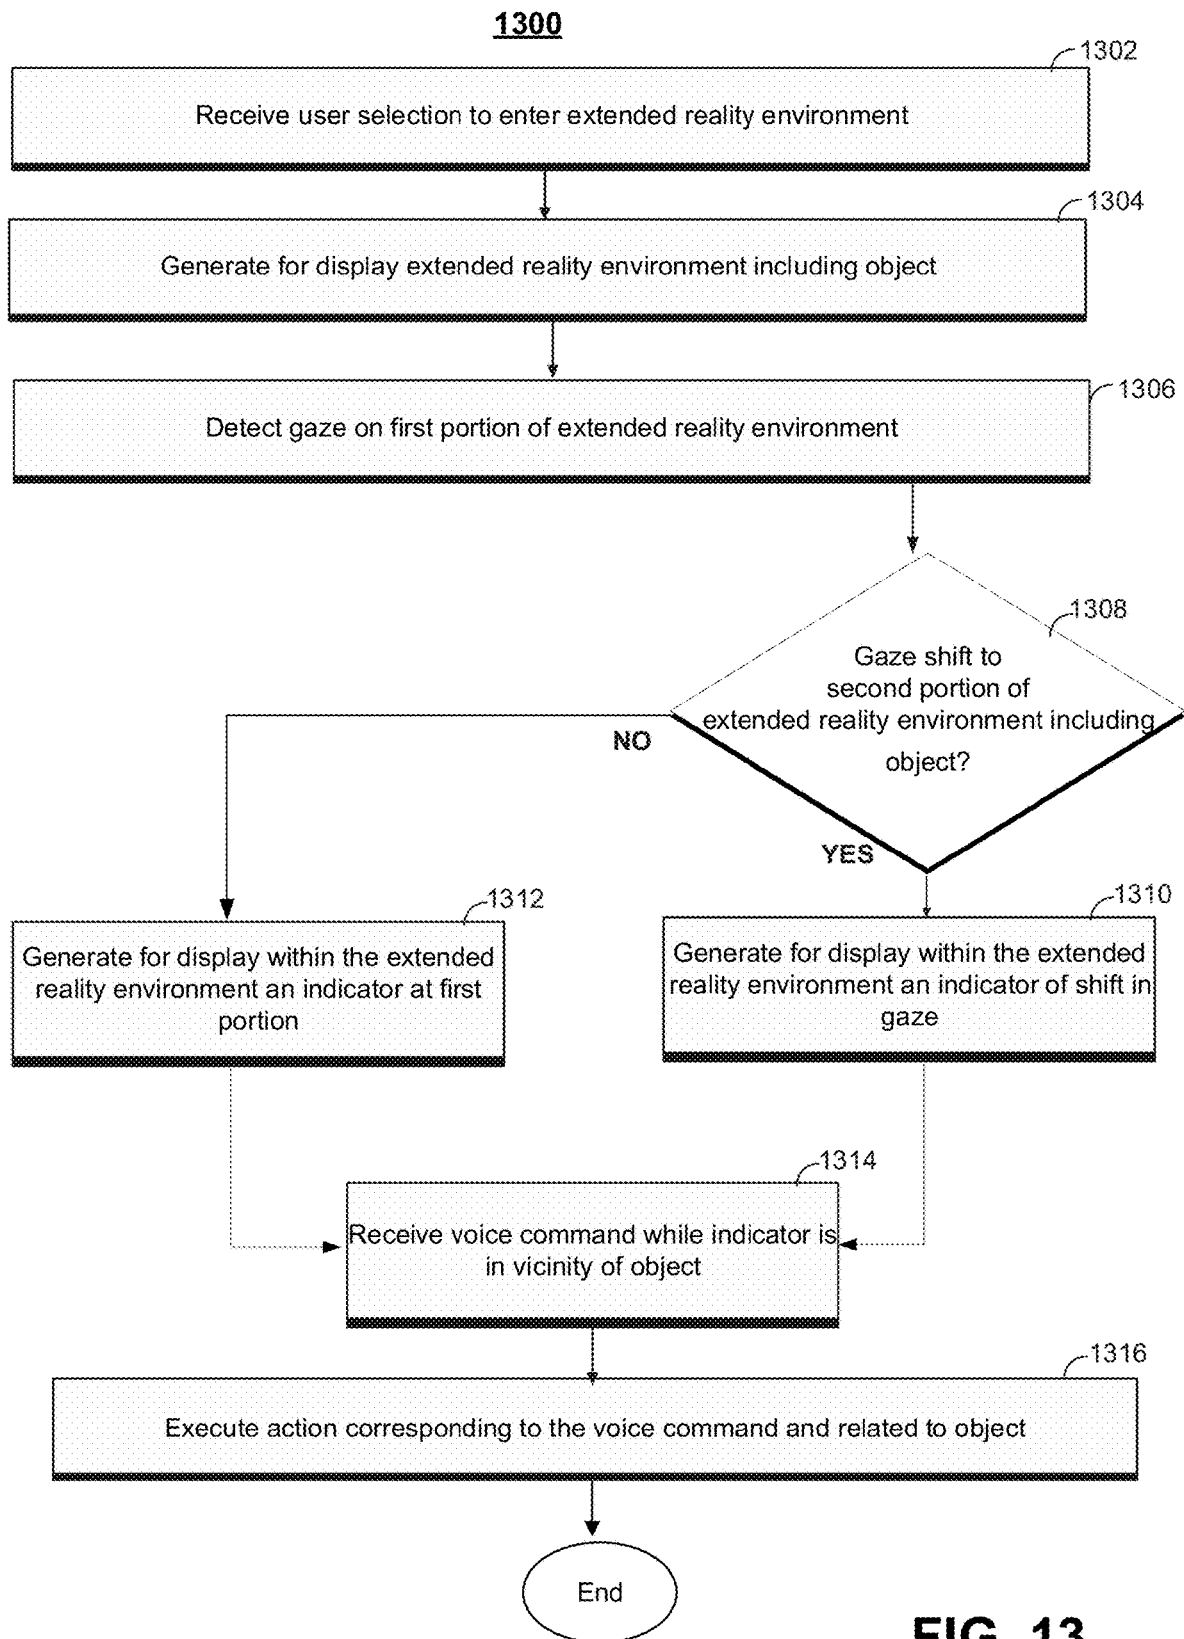 1300
1302
Receive user selection to enter extended reality environment
1304
Generate for display extended reality environment including object
1306
Detect gaze on first portion of extended reality environment
1308
Gaze shift to
second portion of
extended reality environment including
object?
NO
YES
1312
Generate for display within the extended
reality environment an indicator at first
portion
1310
Generate for display within the extended
reality environment an indicator of shift in
gaze
1314
Receive voice command while indicator is
in vicinity of object
1316
Execute action corresponding to the voice command and related to object
End
FIG. 13